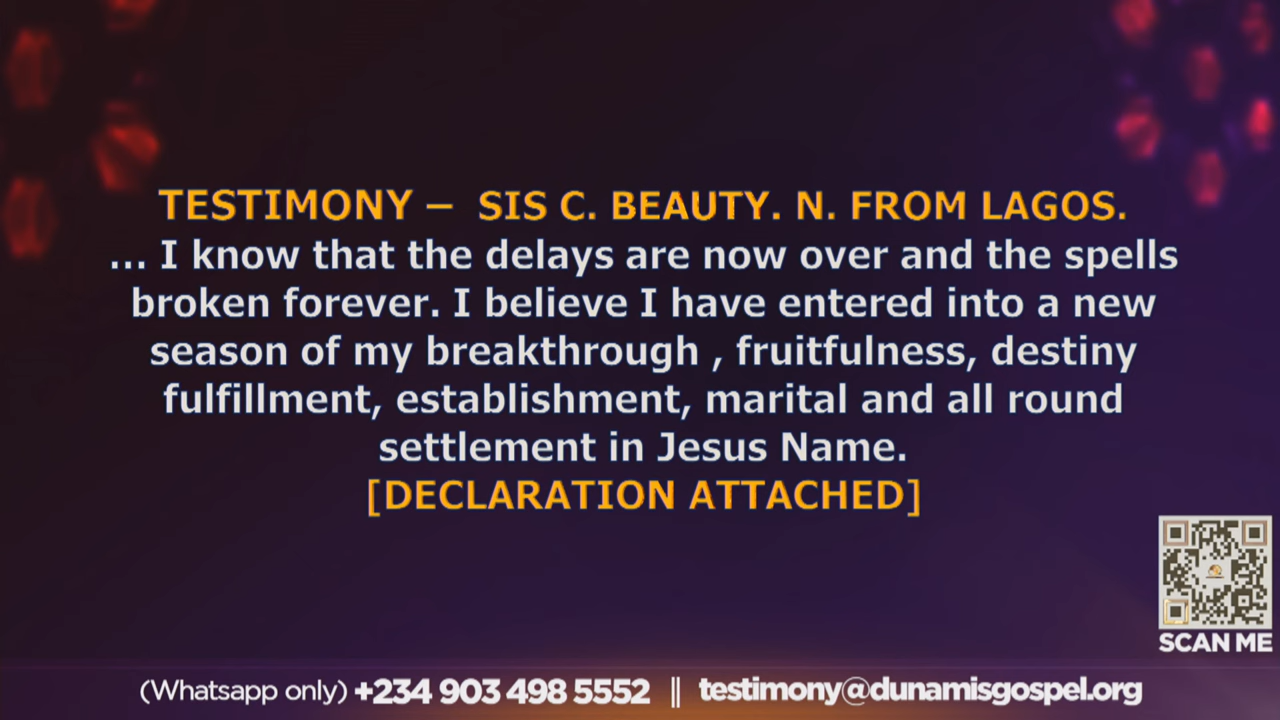 TESTIMONY – SIS C. BEAUTY. N. FROM LAGOS.
... I know that the delays are now over and the spells
broken forever. I believe I have entered into a new
season of my breakthrough , fruitfulness, destiny
fulfillment, establishment, marital and all round
settlement in Jesus Name.
[DECLARATION ATTACHED]
SCAN ME
(Whatsapp only) +234 903 498 5552 || testimony@dunamisgospel.org